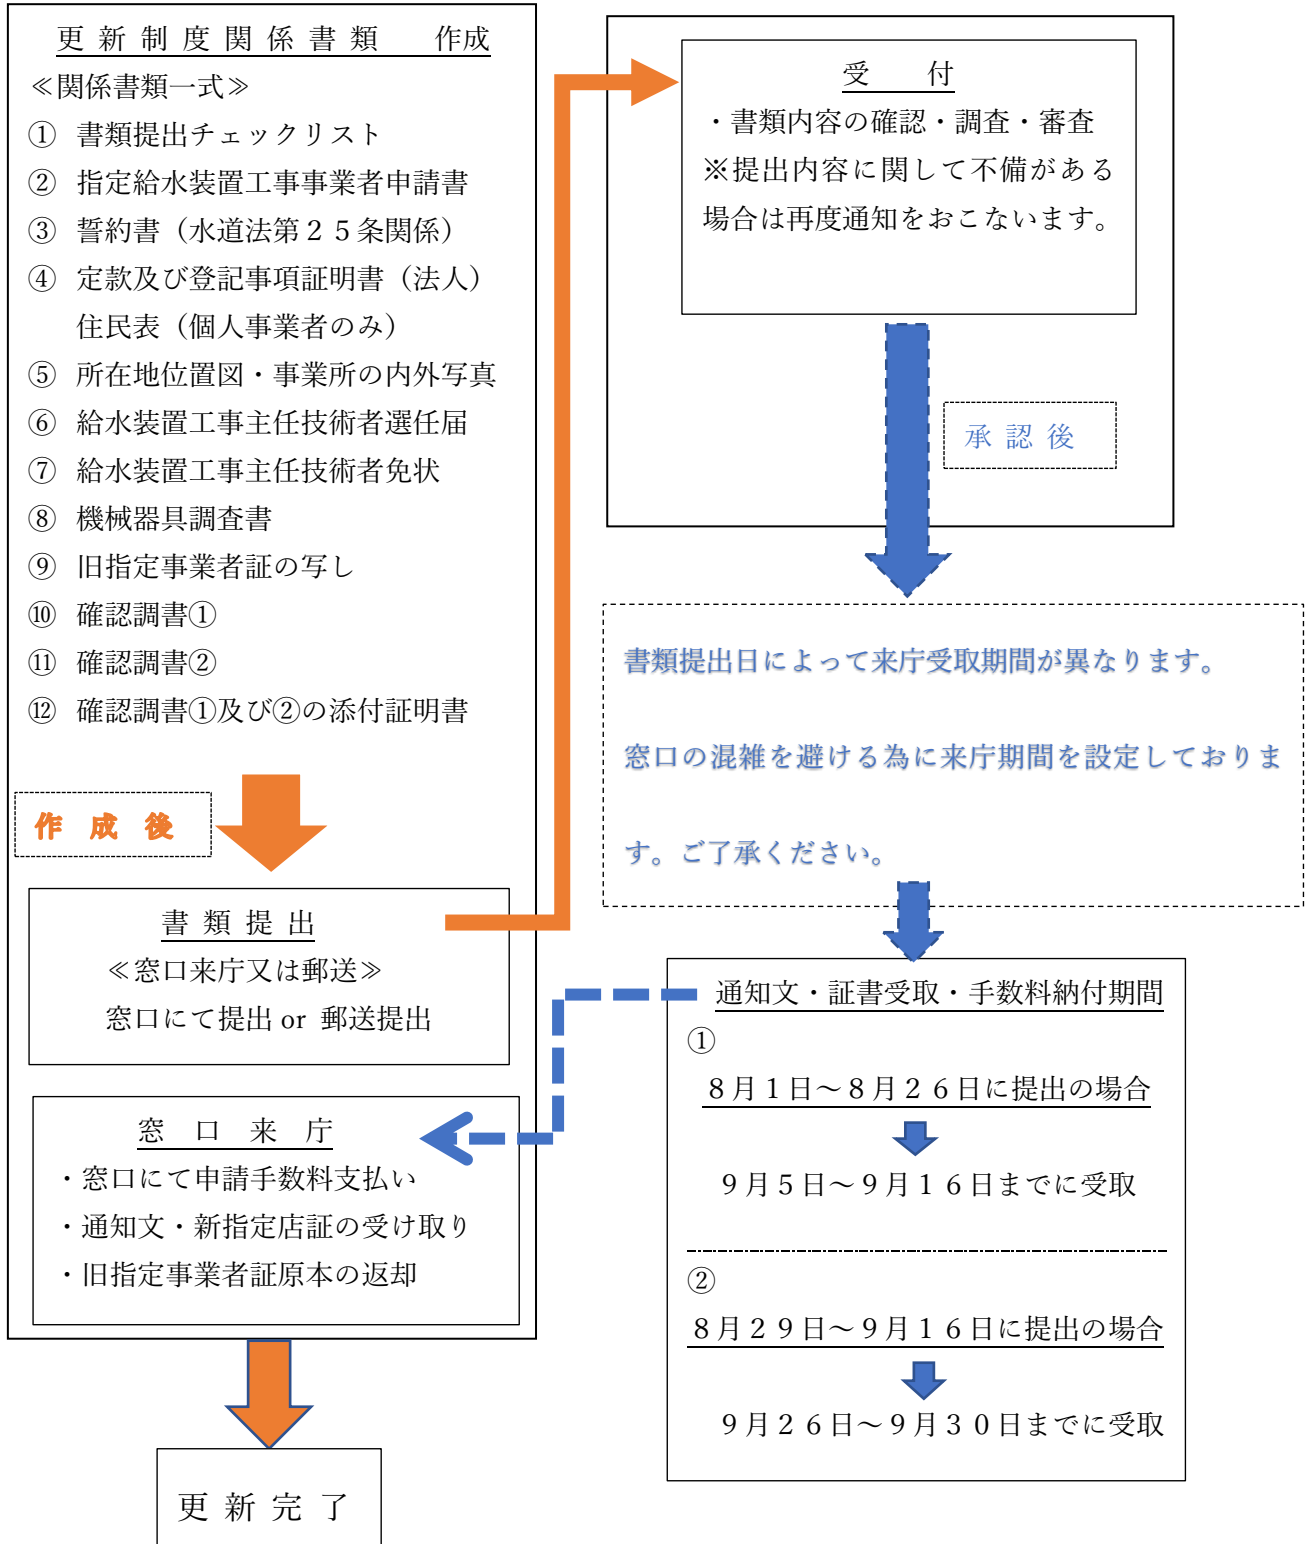 更新制度関係書類　作成
≪関係書類一式≫
① 書類提出チェックリスト
② 指定給水装置工事事業者申請書
③ 誓約書（水道法第２５条関係）
④ 定款及び登記事項証明書（法人）
住民表（個人事業者のみ）
⑤ 所在地位置図・事業所の内外写真
⑥ 給水装置工事主任技術者選任届
⑦ 給水装置工事主任技術者免状
⑧ 機械器具調査書
⑨ 旧指定事業者証の写し
⑩ 確認調書①
⑪ 確認調書②
⑫ 確認調書①及び②の添付証明書
作成後
書類提出
≪窓口来庁又は郵送≫
窓口にて提出 or 郵送提出
受　付
・書類内容の確認・調査・審査
※提出内容に関して不備がある
場合は再度通知をおこないます。
承認後
書類提出日によって来庁受取期間が異なります。
窓口の混雑を避ける為に来庁期間を設定しておりま
す。ご了承ください。
通知文・証書受取・手数料納付期間
①
８月１日～８月２６日に提出の場合
９月５日～９月１６日までに受取
②
８月２９日～９月１６日に提出の場合
９月２６日～９月３０日までに受取
窓口来庁
・窓口にて申請手数料支払い
・通知文・新指定店証の受け取り
・旧指定事業者証原本の返却
更新完了